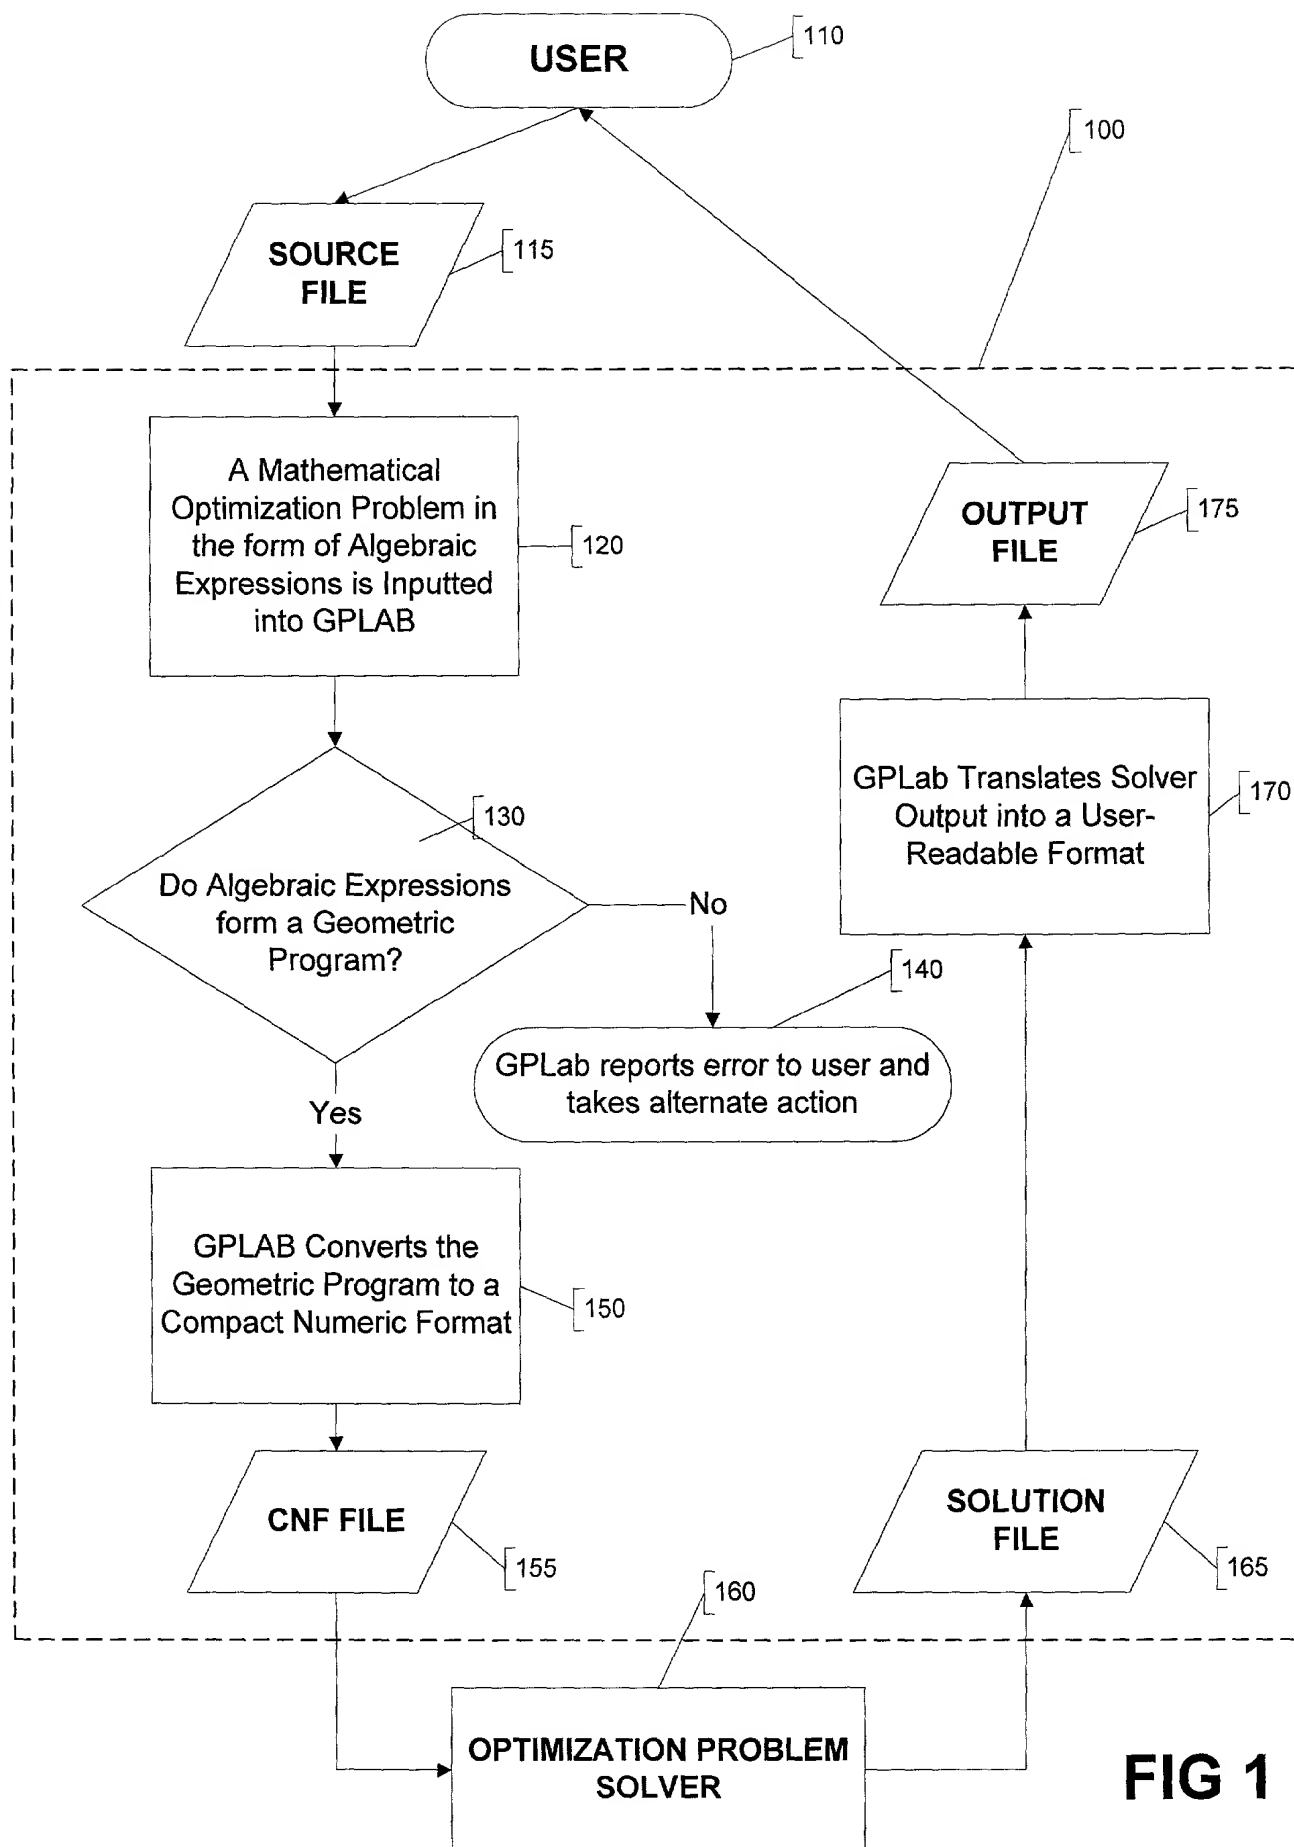 USER
110
100
SOURCE
FILE
115
A Mathematical
Optimization Problem in
the form of Algebraic
Expressions is Inputted
into GPLAB
120
OUTPUT
FILE
175
130
Do Algebraic Expressions
form a Geometric
Program?
No
GPLab Translates Solver
Output into a User-
Readable Format
170
140
GPLab reports error to user and
takes alternate action
Yes
GPLAB Converts the
Geometric Program to a
Compact Numeric Format
150
CNF FILE
155
SOLUTION
FILE
165
160
OPTIMIZATION PROBLEM
SOLVER
FIG 1